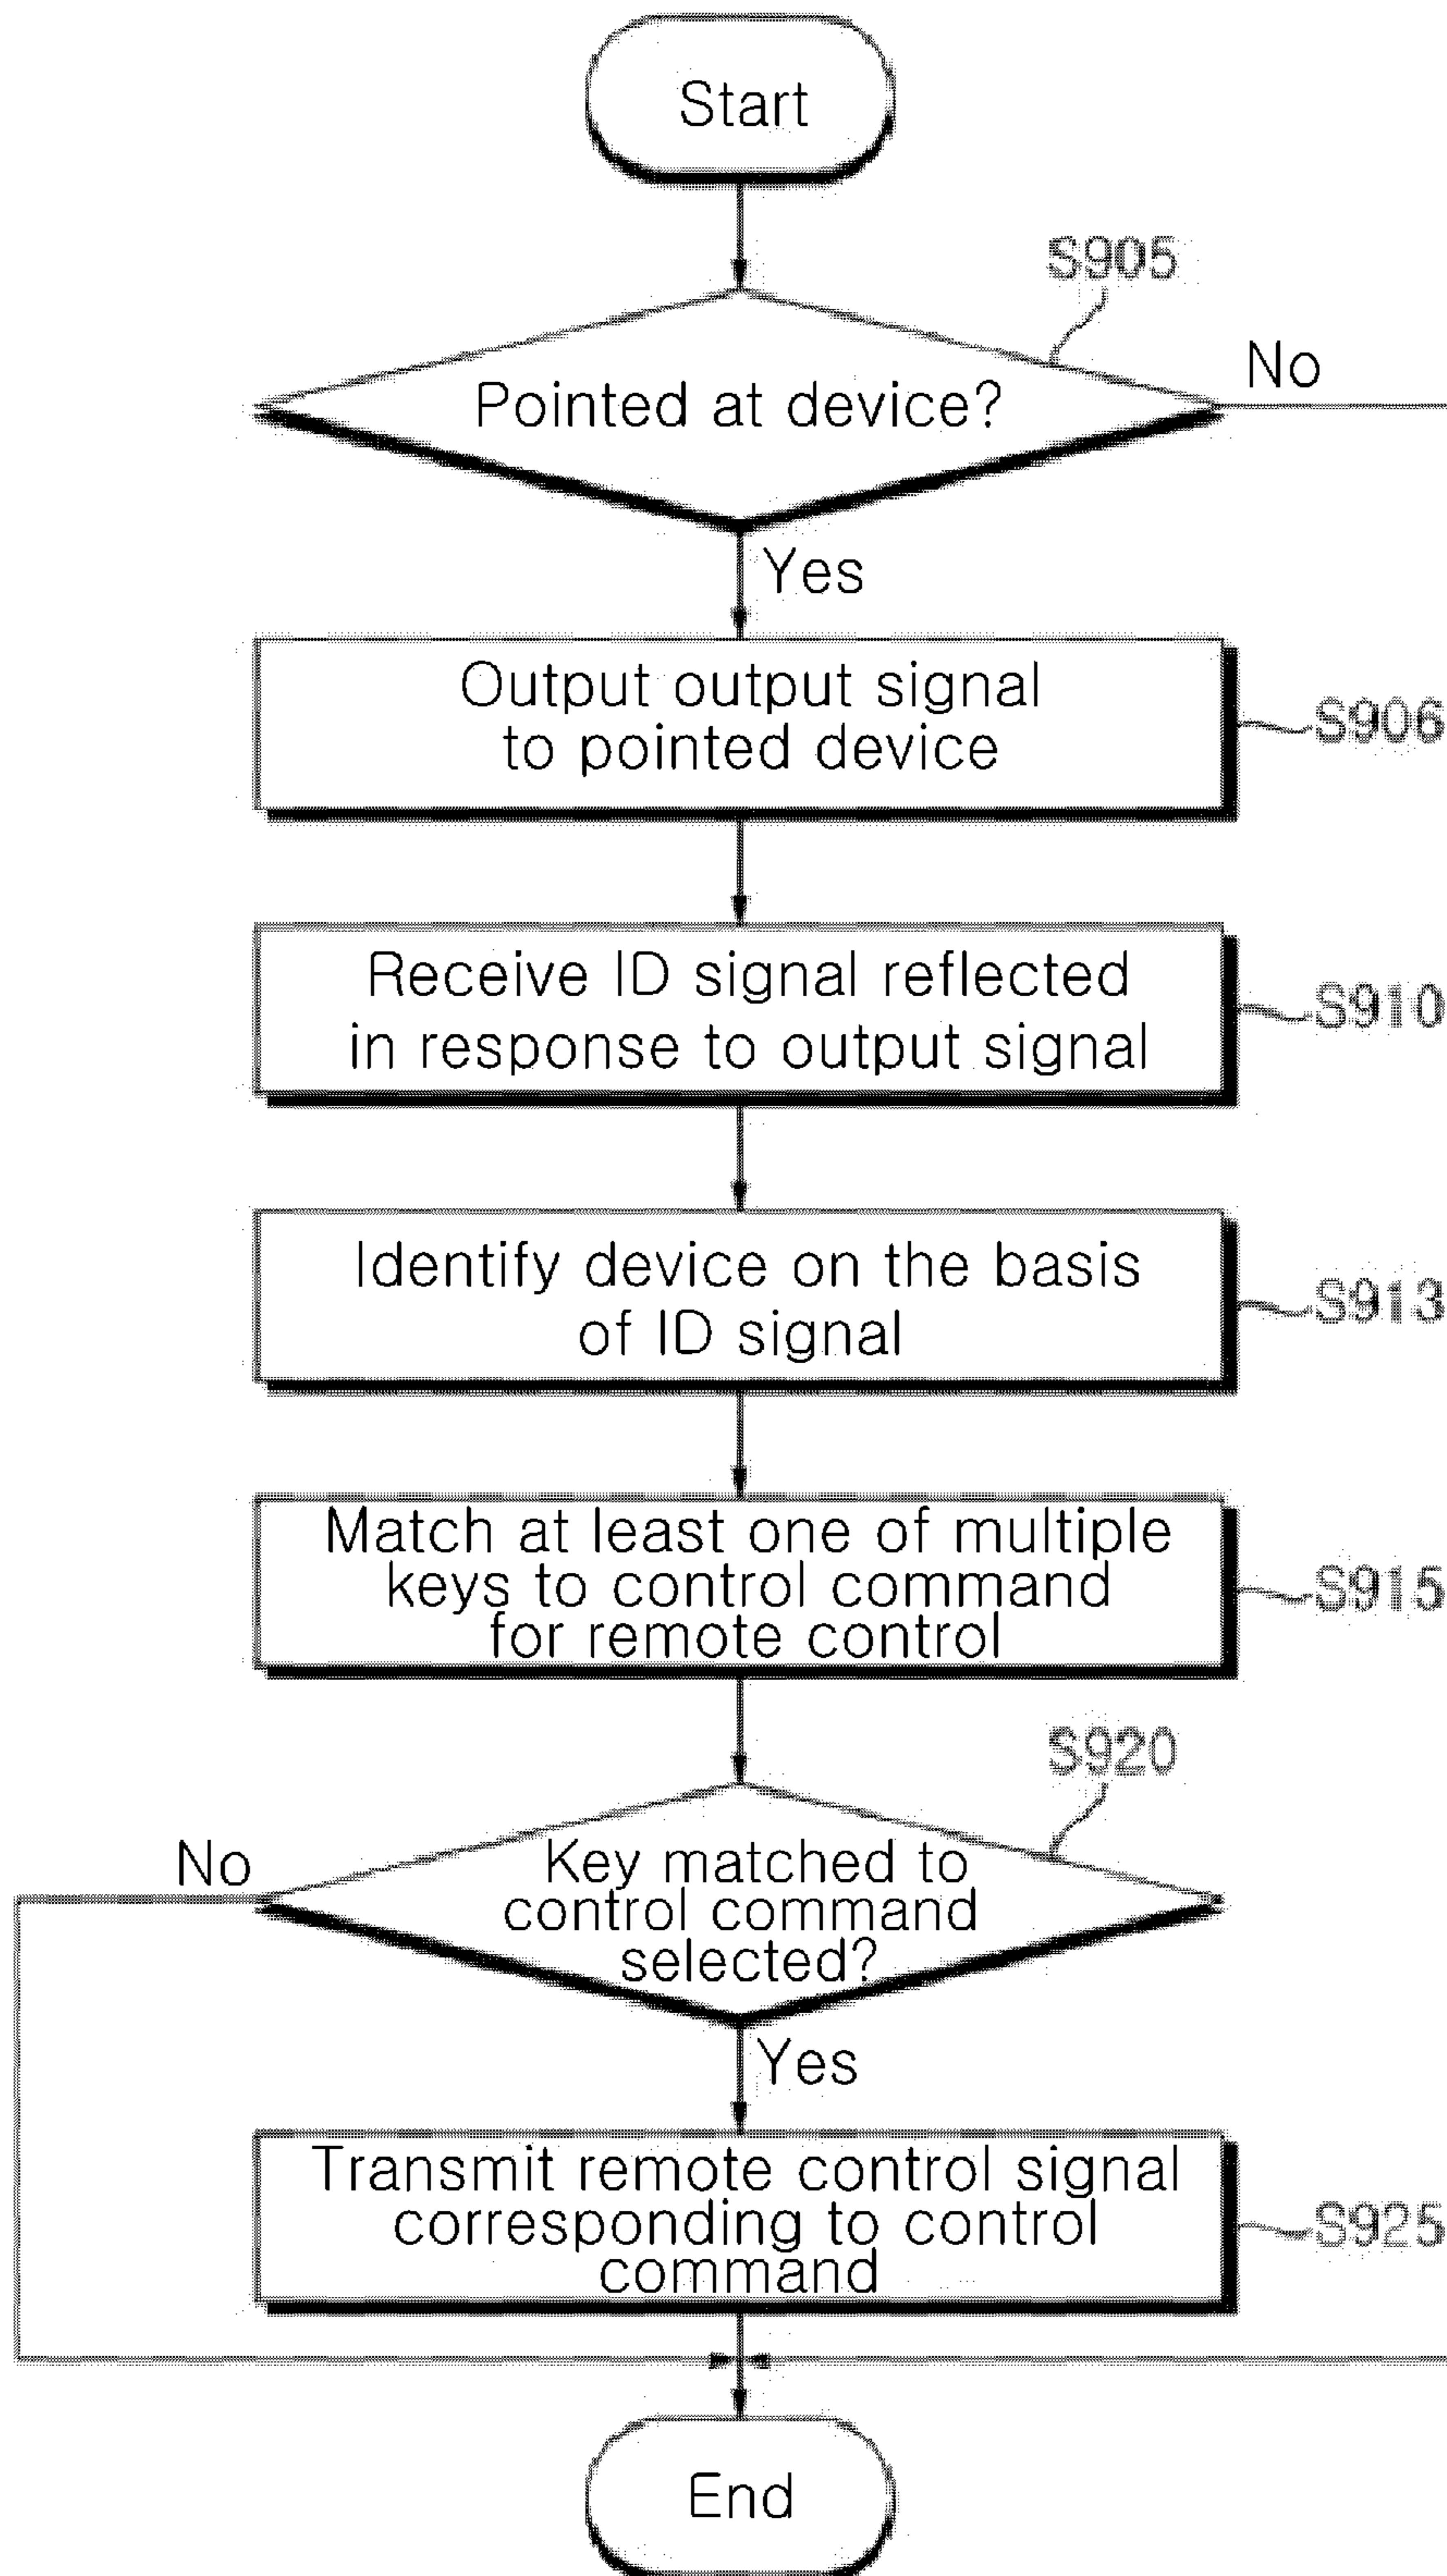 Start
S905
Pointed at device?
No
Yes
Output output signal
to pointed device
S906
Receive ID signal reflected
in response to output signal
S910
Identify device on the basis
of ID signal
S913
Match at least one of multiple
keys to control command
for remote control
S915
S920
No
Key matched to
control command
selected?
Yes
Transmit remote control signal
corresponding to control
command
S925
End